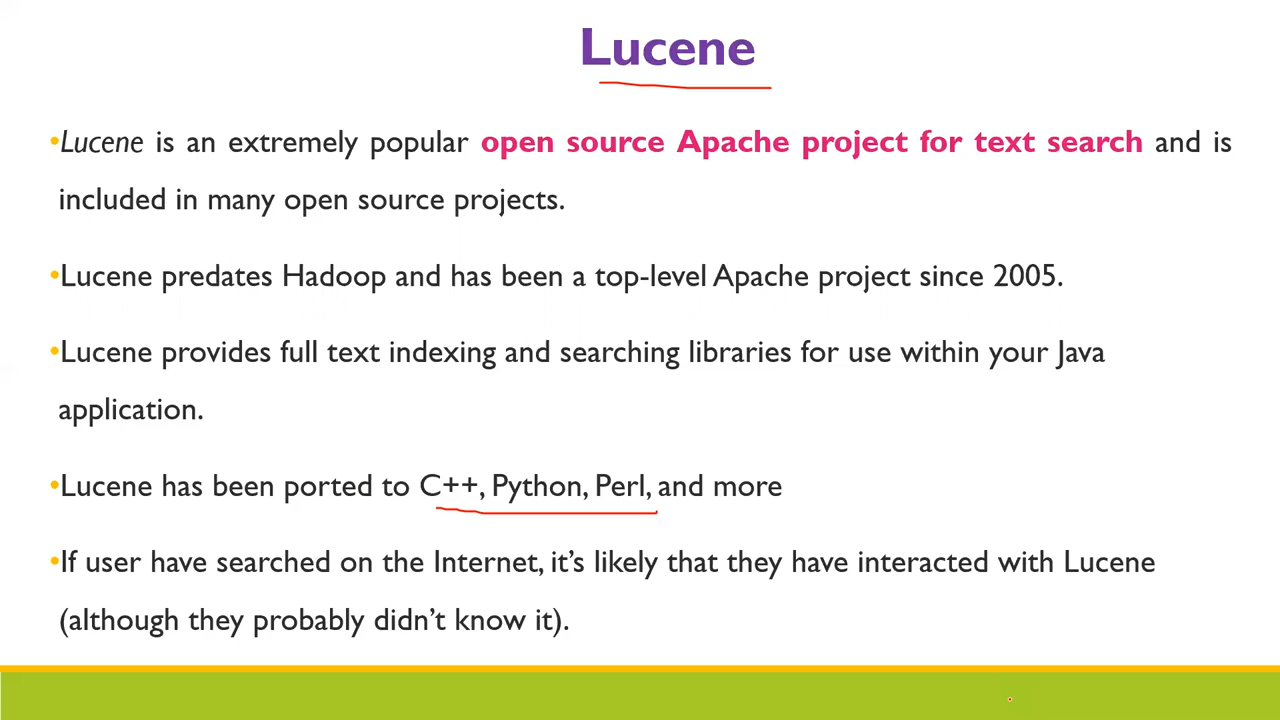 Lucene
•Lucene is an extremely popular open source Apache project for text search and is
included in many open source projects.
•Lucene predates Hadoop and has been a top-level Apache project since 2005.
•Lucene provides full text indexing and searching libraries for use within your Java
application.
•Lucene has been ported to C++, Python, Perl, and more
•If user have searched on the Internet, it’s likely that they have interacted with Lucene
(although they probably didn’t know it).